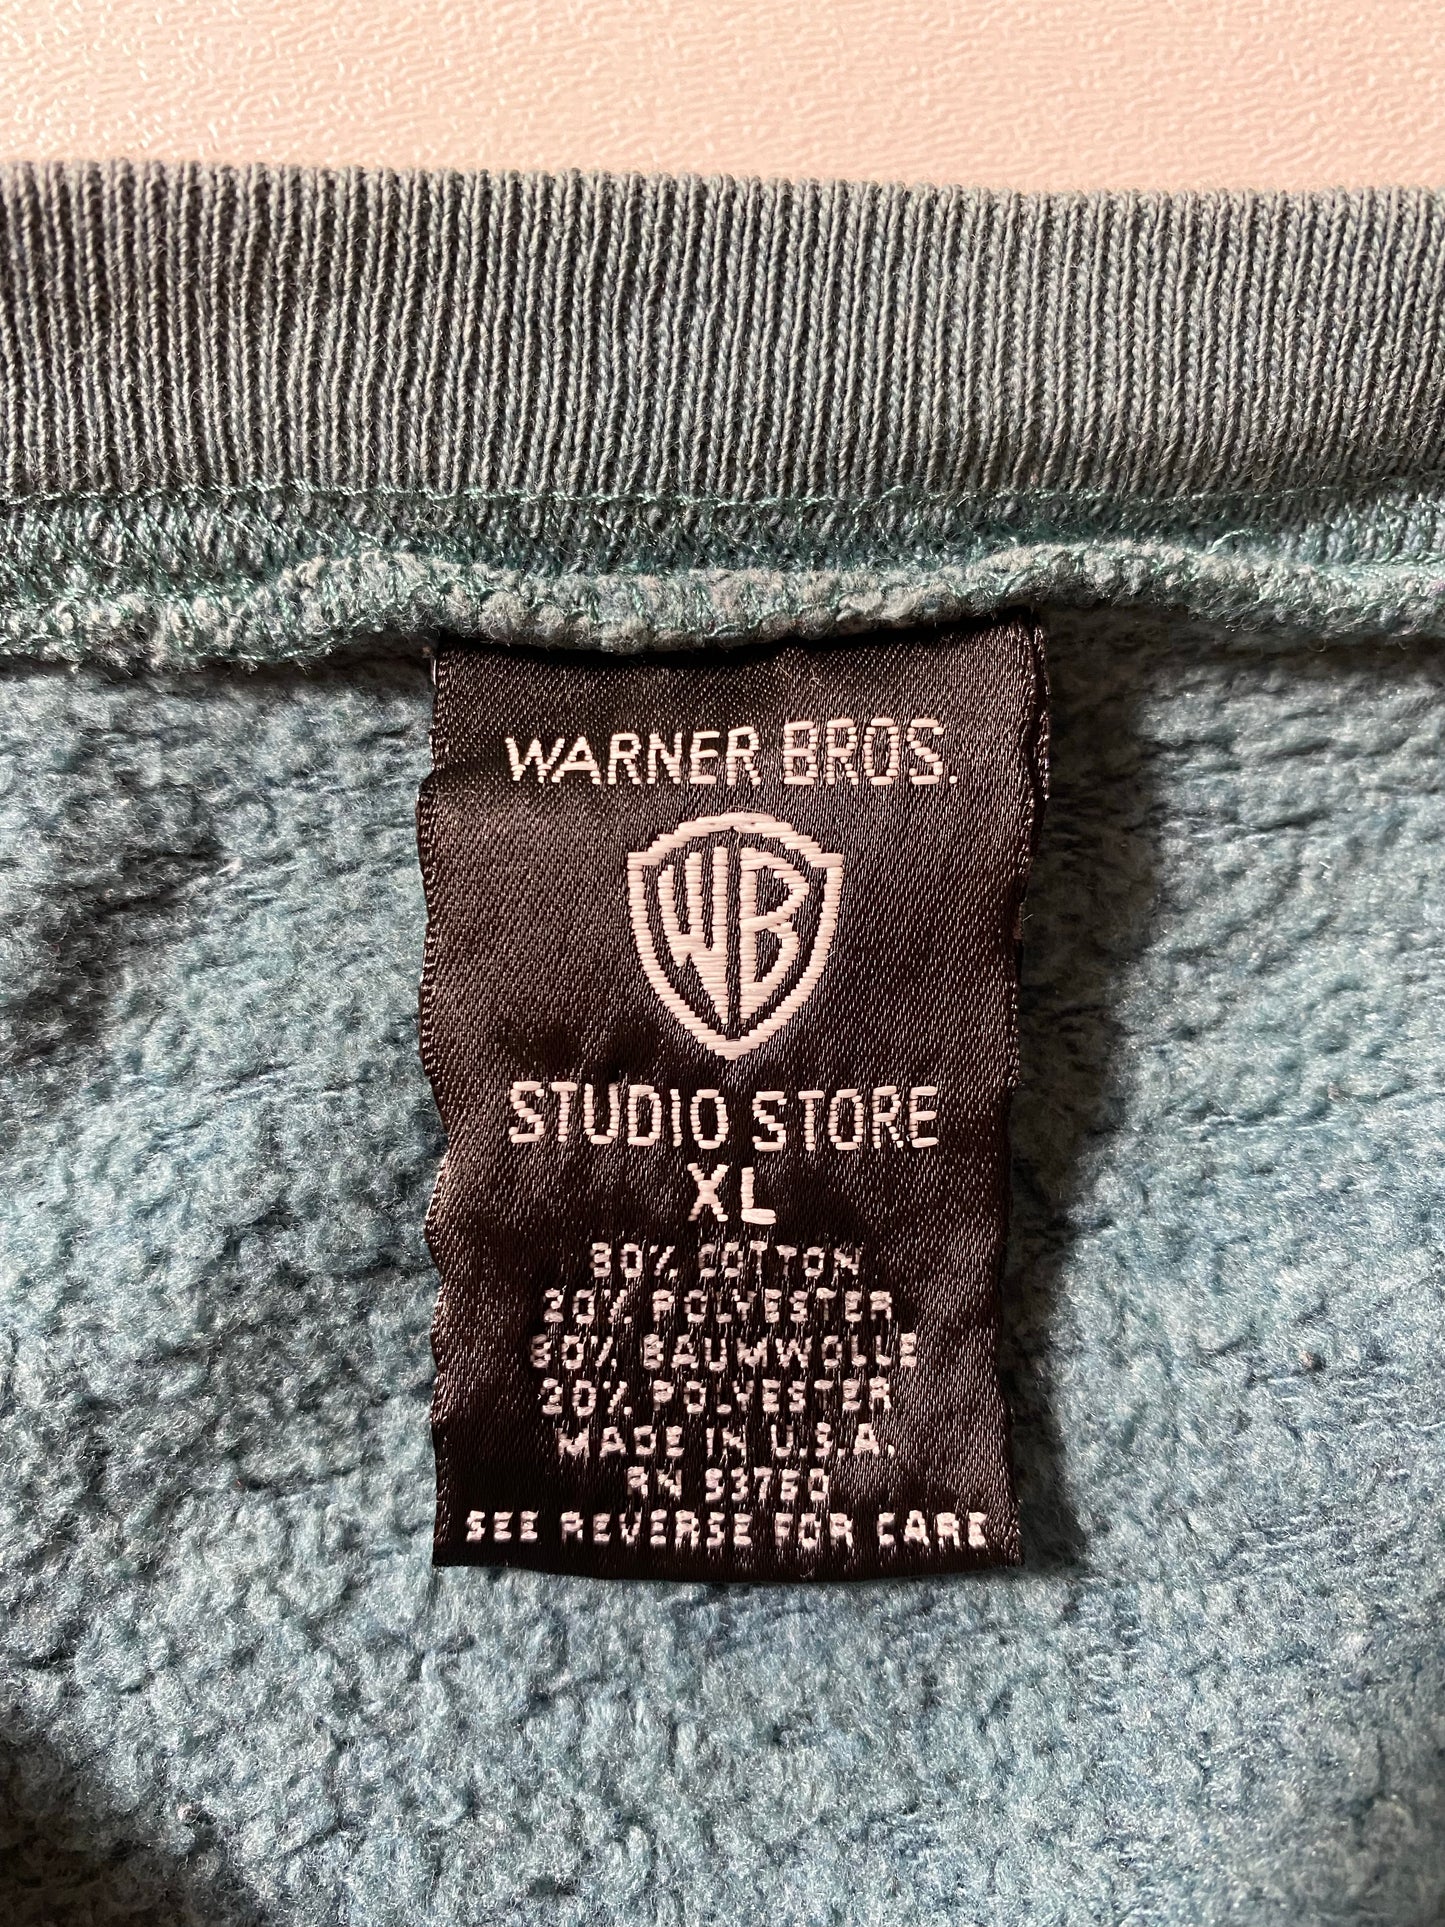 WARNER BROS.
WB
STUDIO STORE
XL
80% COTTON
20% POLYESTER
80% BAUMWOLLE
20% POLYESTER
MADE IN U.S.A.
RN 93760
SEE REVERSE FOR CARE